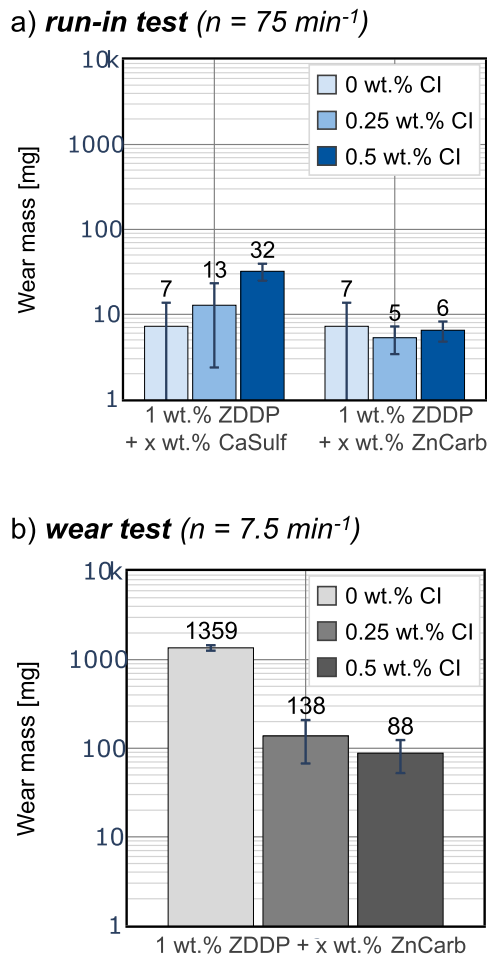 a) run-in test (n = 75 min-1)
10k
1000
100
10
1
Wear mass [mg]
0 wt.% CI
0.25 wt.% CI
0.5 wt.% CI
7
13
32
7
5
6
1 wt.% ZDDP
+ x wt.% CaSulf
1 wt.% ZDDP
+ x wt.% ZnCarb
b) wear test (n = 7.5 min-1)
10k
1000
100
10
1
Wear mass [mg]
0 wt.% CI
0.25 wt.% CI
0.5 wt.% CI
1359
138
88
1 wt.% ZDDP + x wt.% ZnCarb